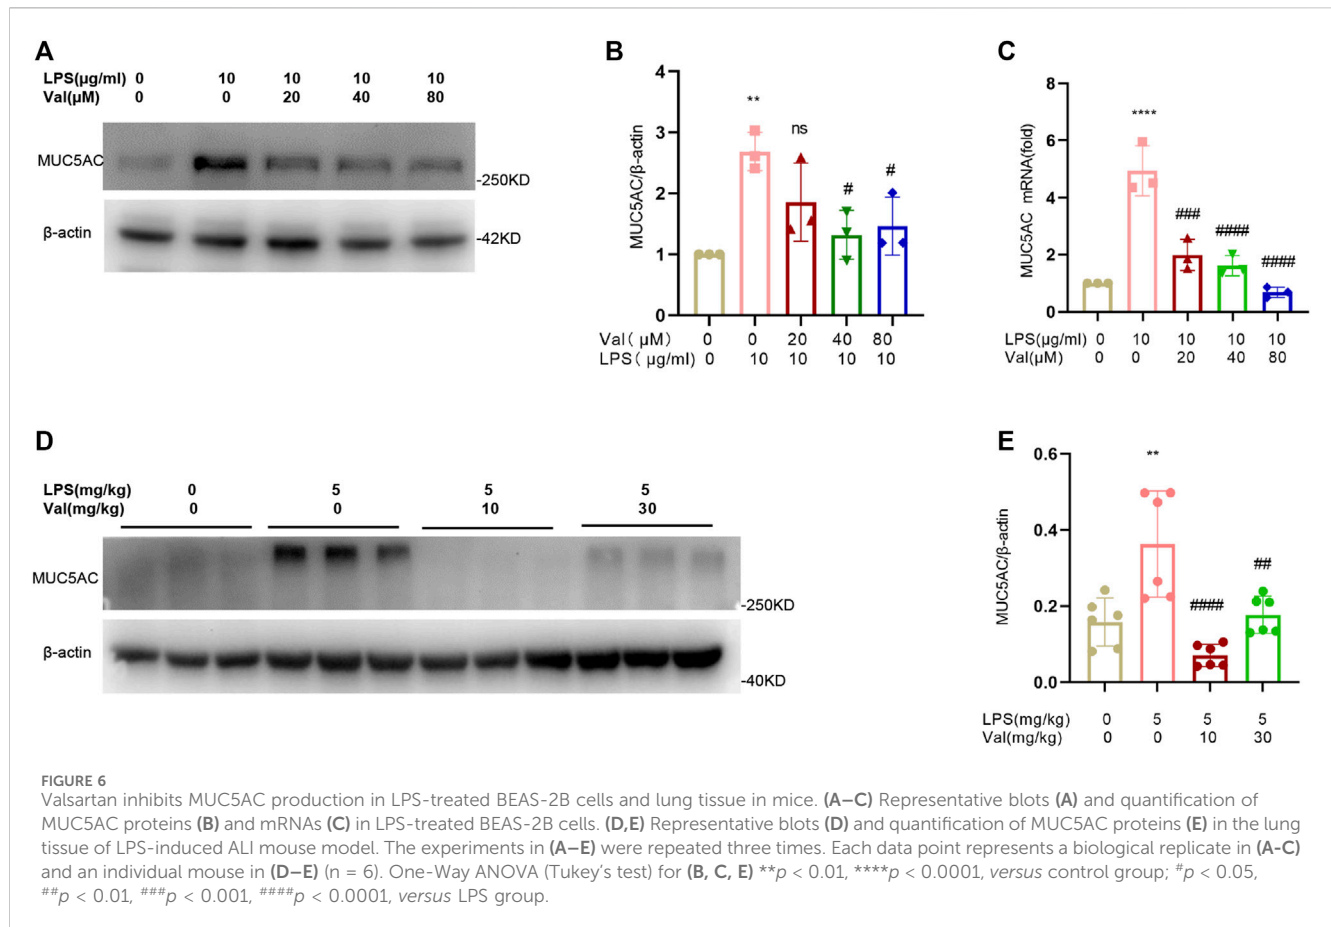 A
LPS(μg/ml) 0 10 10 10 10
Val(μM) 0 0 20 40 80
MUC5AC
-250KD
β-actin
-42KD
B
MUC5AC/β-actin
4
3
2
1
0
**
ns
#
#
Val( μM) 0 0 20 40 80
LPS( μg/ml) 0 10 10 10 10
C
MUC5AC mRNA(fold)
8
6
4
2
0
****
###
####
####
LPS(μg/ml) 0 10 10 10 10
Val(μM) 0 0 20 40 80
D
LPS(mg/kg) 0 5 5 5
Val(mg/kg) 0 0 10 30
MUC5AC
-250KD
β-actin
-40KD
E
MUC5AC/β-actin
0.6
0.4
0.2
0.0
**
####
##
LPS(mg/kg) 0 5 5 5
Val(mg/kg) 0 0 10 30
FIGURE 6
Valsartan inhibits MUC5AC production in LPS-treated BEAS-2B cells and lung tissue in mice. (A–C) Representative blots (A) and quantification of
MUC5AC proteins (B) and mRNAs (C) in LPS-treated BEAS-2B cells. (D,E) Representative blots (D) and quantification of MUC5AC proteins (E) in the lung
tissue of LPS-induced ALI mouse model. The experiments in (A–E) were repeated three times. Each data point represents a biological replicate in (A-C)
and an individual mouse in (D–E) (n = 6). One-Way ANOVA (Tukey's test) for (B, C, E) **p < 0.01, ****p < 0.0001, versus control group; #p < 0.05,
##p < 0.01, ###p < 0.001, ####p < 0.0001, versus LPS group.